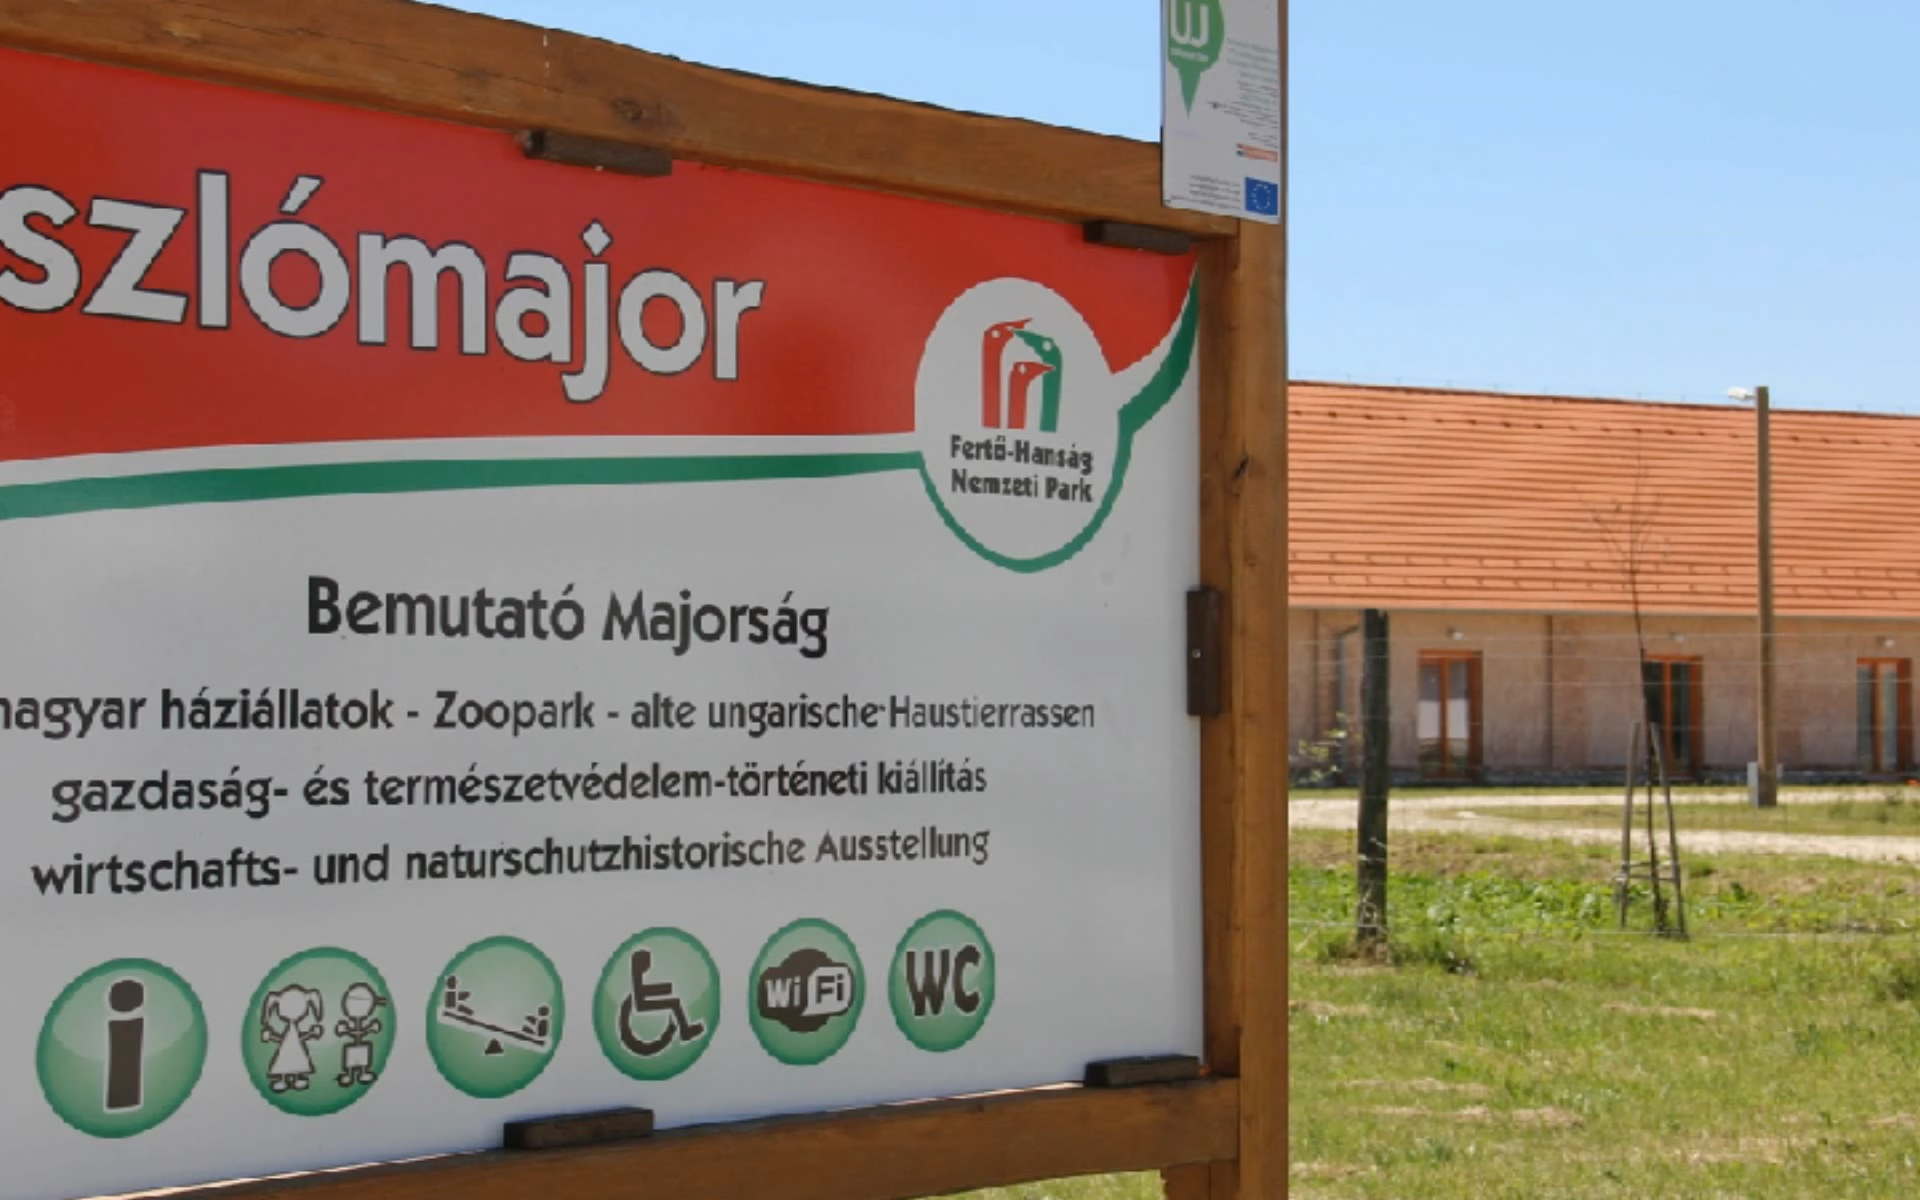 szlómajor
Fertő-Hanság
Nemzeti Park
Bemutató Majorság
magyar háziállatok - Zoopark - alte ungarische Haustierrassen
gazdaság- és természetvédelem-történeti kiállítás
wirtschafts- und naturschutzhistorische Ausstellung
i
WiFi
WC
ÚJ